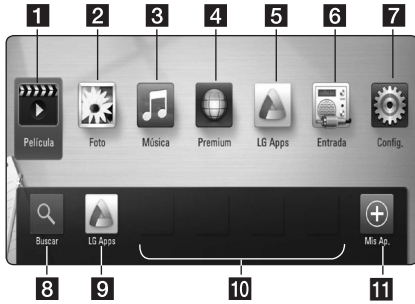 1 2 3 4 5 6 7
Película Foto Música Premium LG Apps Entrada Config.
Buscar LG Apps Mis Ap.
8 9 10 11